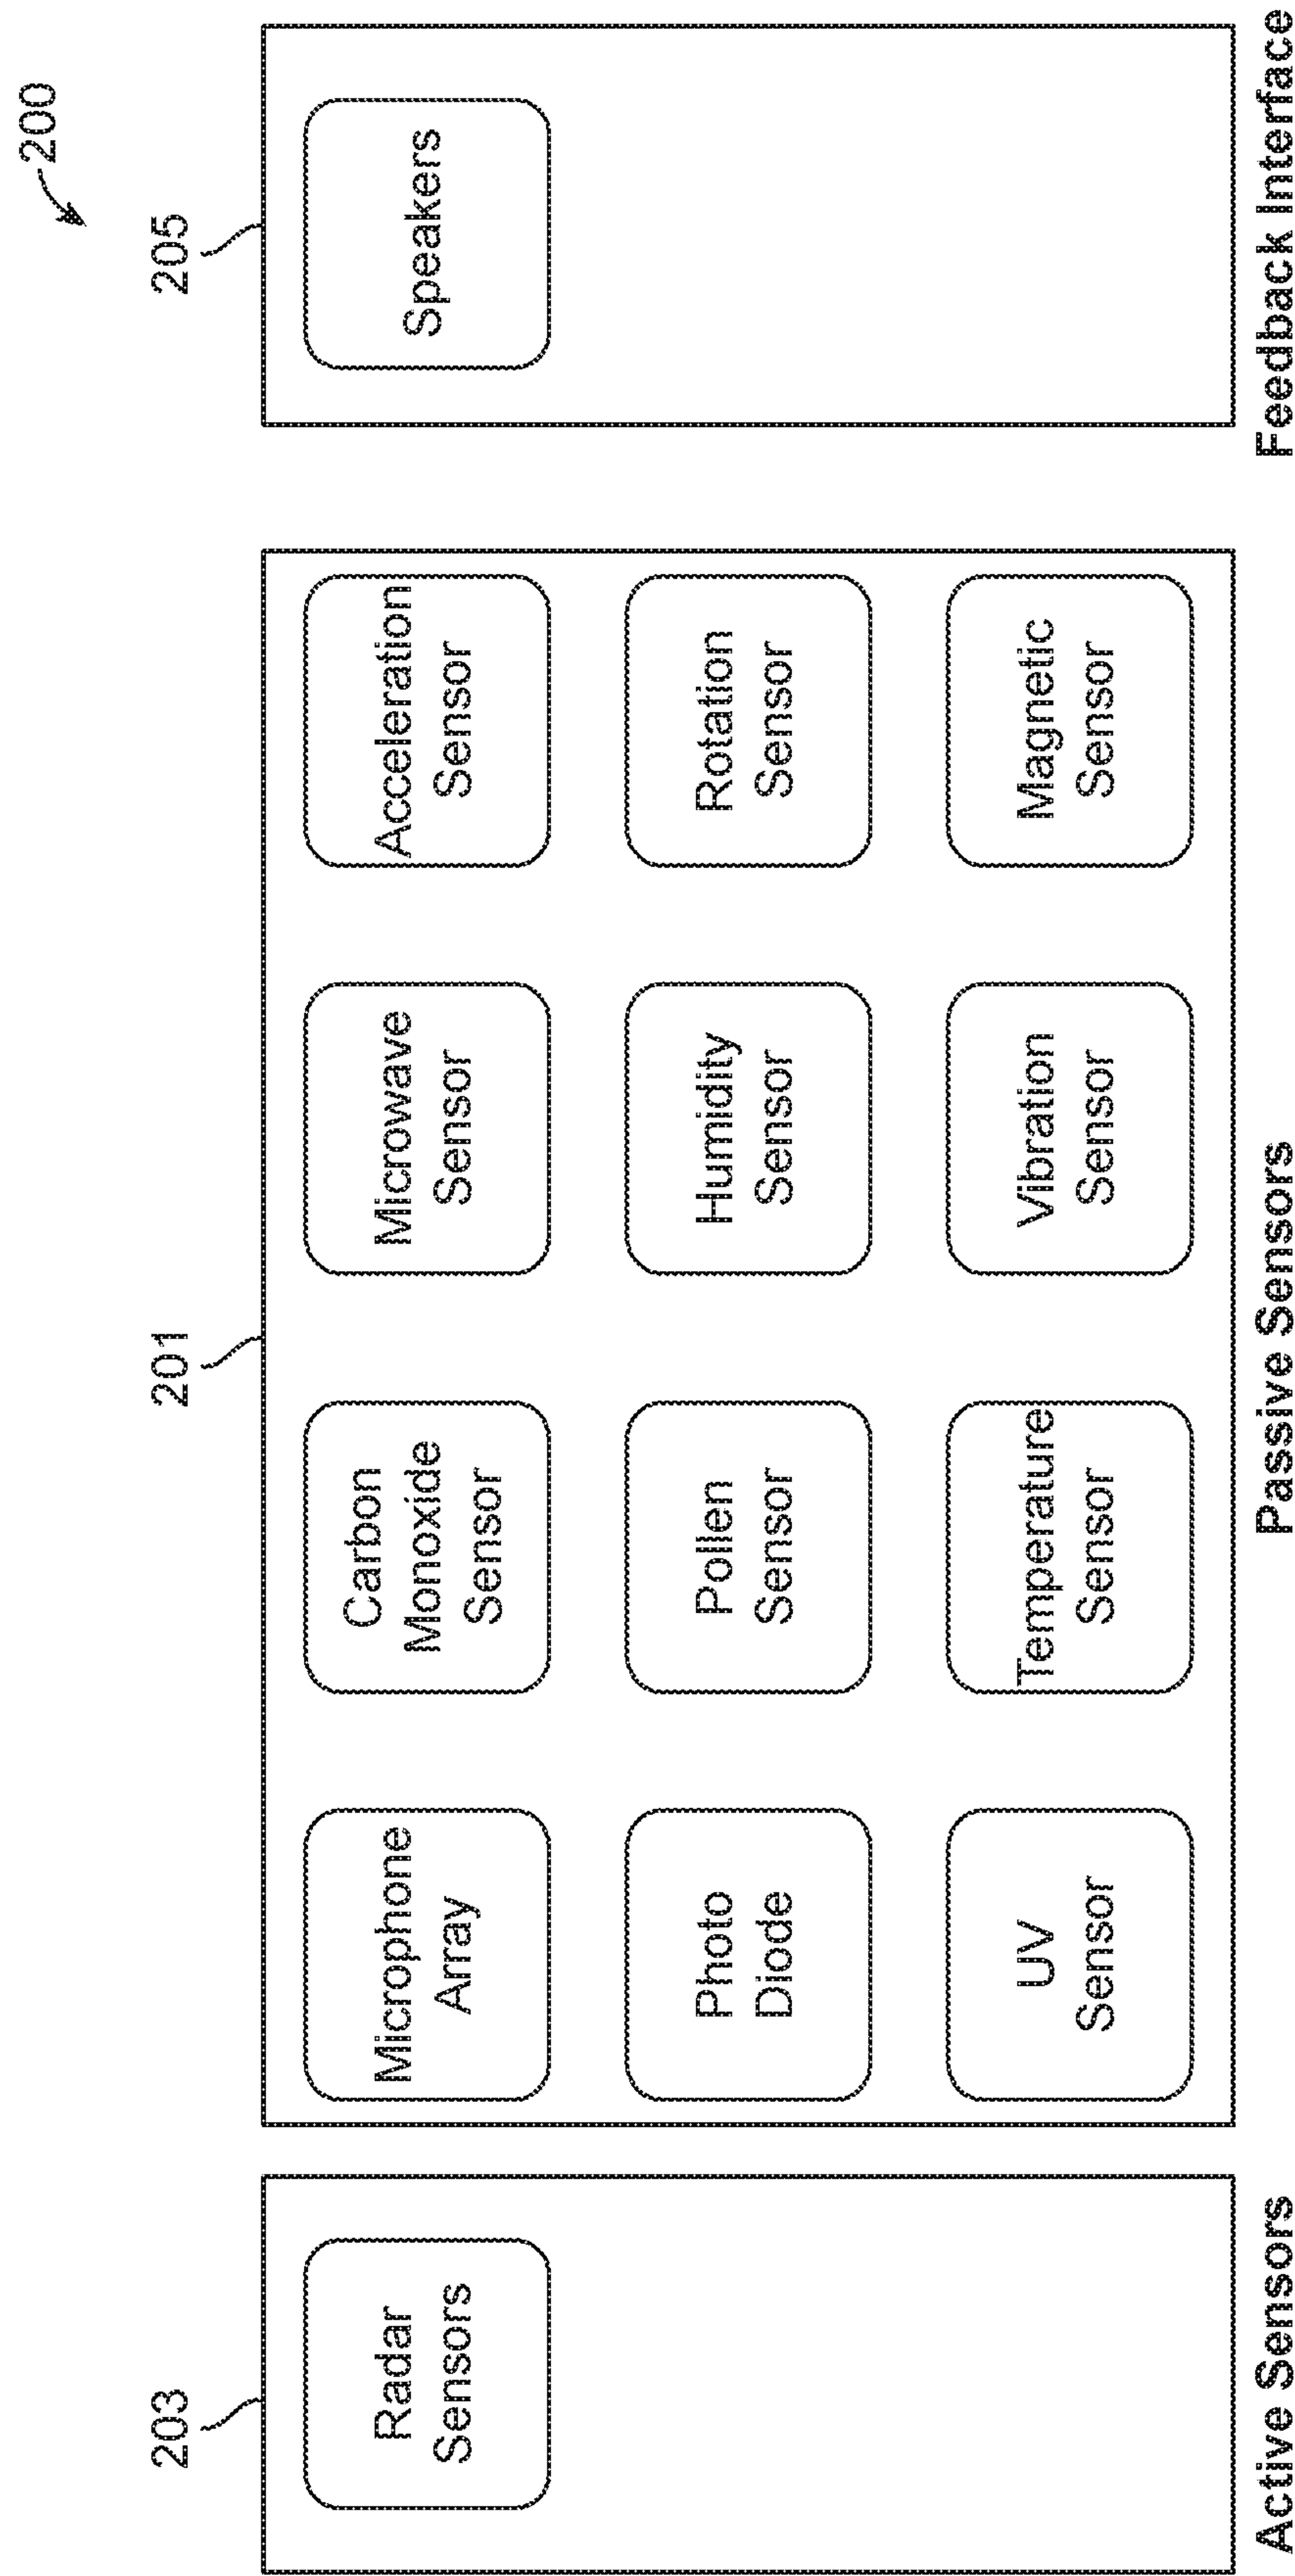 200
203
201
205
Radar
Sensors
Microphone
Array
Carbon
Monoxide
Sensor
Microwave
Sensor
Acceleration
Sensor
Speakers
Photo
Diode
Pollen
Sensor
Humidity
Sensor
Rotation
Sensor
UV
Sensor
Temperature
Sensor
Vibration
Sensor
Magnetic
Sensor
Active Sensors
Passive Sensors
Feedback Interface